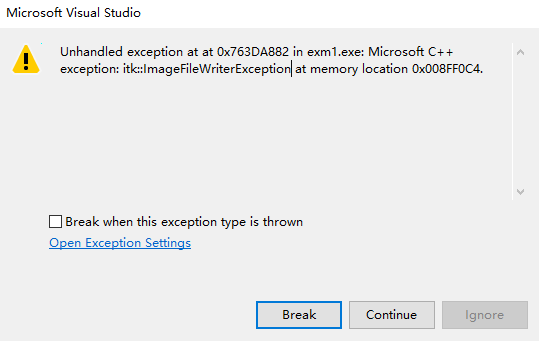 Microsoft Visual Studio
Unhandled exception at at 0x763DA882 in exm1.exe: Microsoft C++
exception: itk::ImageFileWriterException at memory location 0x008FF0C4.
Break when this exception type is thrown
Open Exception Settings
Break Continue Ignore